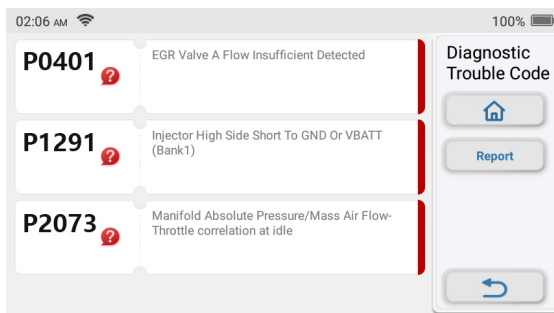 02:06 AM
100%
P0401
EGR Valve A Flow Insufficient Detected
P1291
Injector High Side Short To GND Or VBATT
(Bank1)
P2073
Manifold Absolute Pressure/Mass Air Flow-
Throttle correlation at idle
Diagnostic
Trouble Code
Report